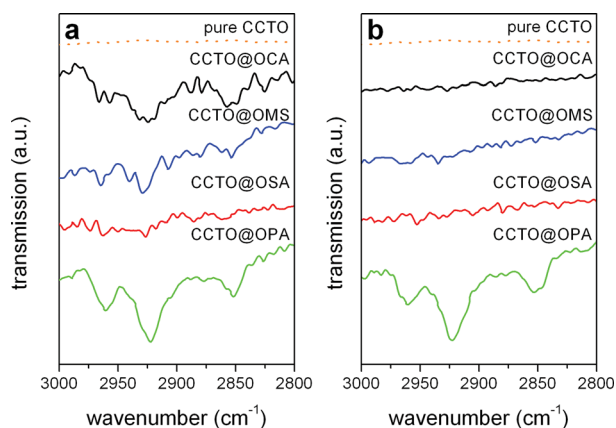 a
pure CCTO
CCTO@OCA
CCTO@OMS
CCTO@OSA
CCTO@OPA
transmission (a.u.)
3000 2950 2900 2850 2800
wavenumber (cm⁻¹)
b
pure CCTO
CCTO@OCA
CCTO@OMS
CCTO@OSA
CCTO@OPA
transmission (a.u.)
3000 2950 2900 2850 2800
wavenumber (cm⁻¹)